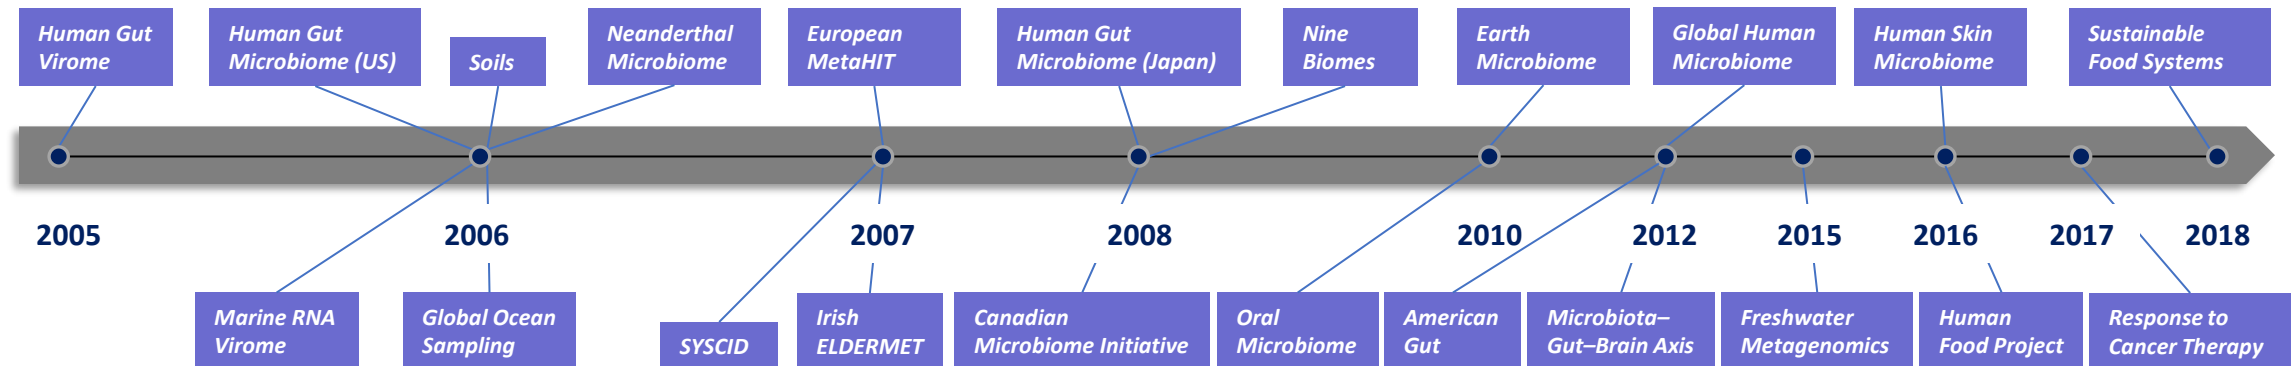 Human Gut
Virome
Human Gut
Microbiome (US)
Soils
Neanderthal
Microbiome
European
MetaHIT
Human Gut
Microbiome (Japan)
Nine
Biomes
Earth
Microbiome
Global Human
Microbiome
Human Skin
Microbiome
Sustainable
Food Systems
2005
2006
2007
2008
2010
2012
2015
2016
2017
2018
Marine RNA
Virome
Global Ocean
Sampling
SYSCID
Irish
ELDERMET
Canadian
Microbiome Initiative
Oral
Microbiome
American
Gut
Microbiota–
Gut–Brain Axis
Freshwater
Metagenomics
Human
Food Project
Response to
Cancer Therapy